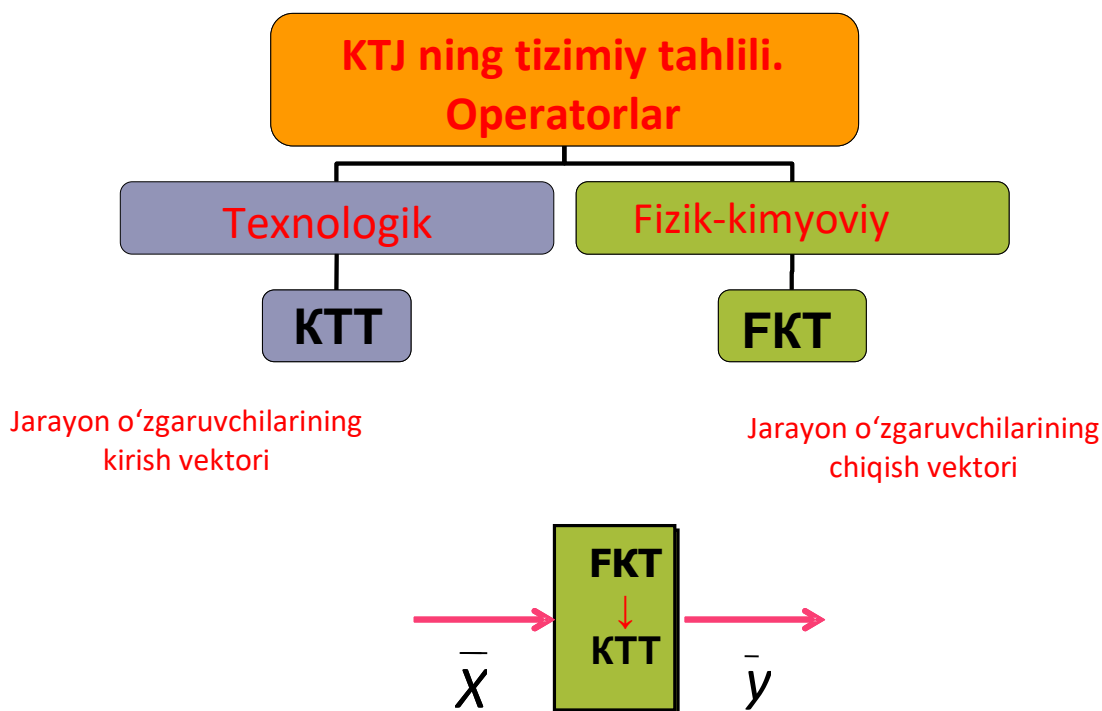 KTJ ning tizimiy tahlili.
Operatorlar
Texnologik
Fizik-kimyoviy
KTT
FKT
Jarayon o‘zgaruvchilarining
kirish vektori
Jarayon o‘zgaruvchilarining
chiqish vektori
FKT
↓
KTT
X̅
y̅